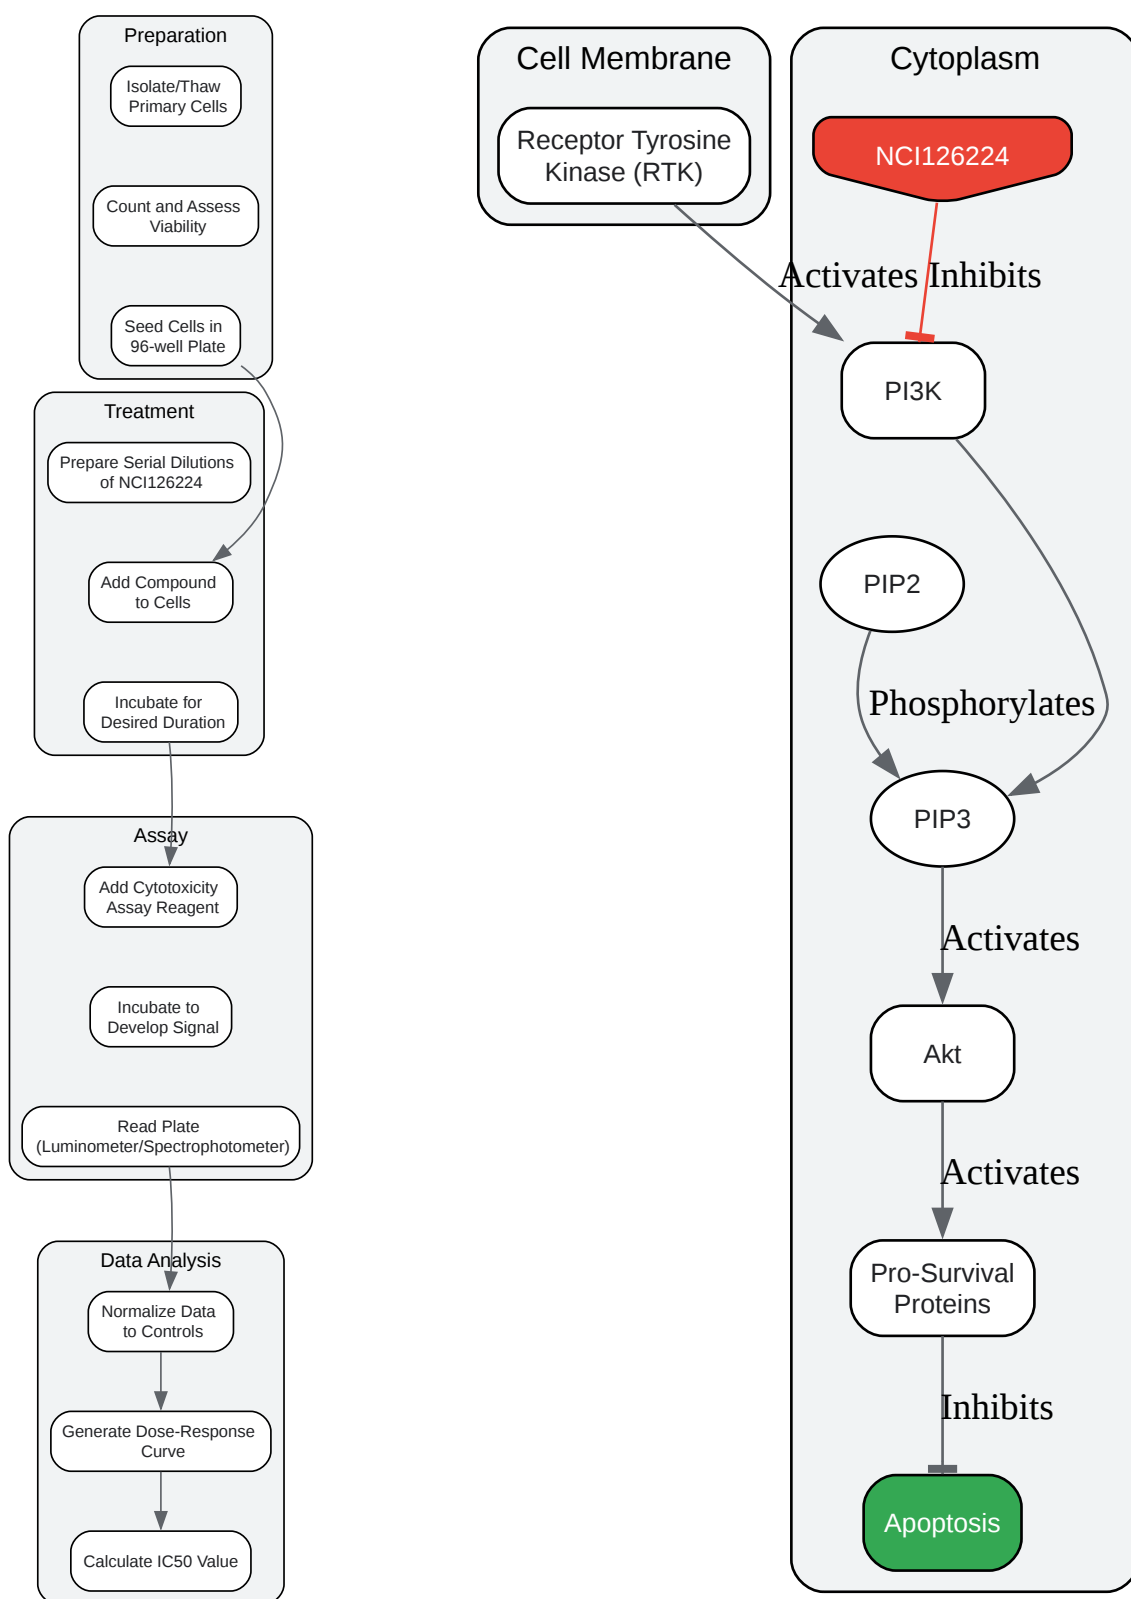 Preparation
Isolate/Thaw
Primary Cells
Count and Assess
Viability
Seed Cells in
96-well Plate
Treatment
Prepare Serial Dilutions
of NCI126224
Add Compound
to Cells
Incubate for
Desired Duration
Assay
Add Cytotoxicity
Assay Reagent
Incubate to
Develop Signal
Read Plate
(Luminometer/Spectrophotometer)
Data Analysis
Normalize Data
to Controls
Generate Dose-Response
Curve
Calculate IC50 Value
Cell Membrane
Receptor Tyrosine
Kinase (RTK)
Cytoplasm
NCI126224
Activates
Inhibits
PI3K
PIP2
Phosphorylates
PIP3
Activates
Akt
Activates
Pro-Survival
Proteins
Inhibits
Apoptosis